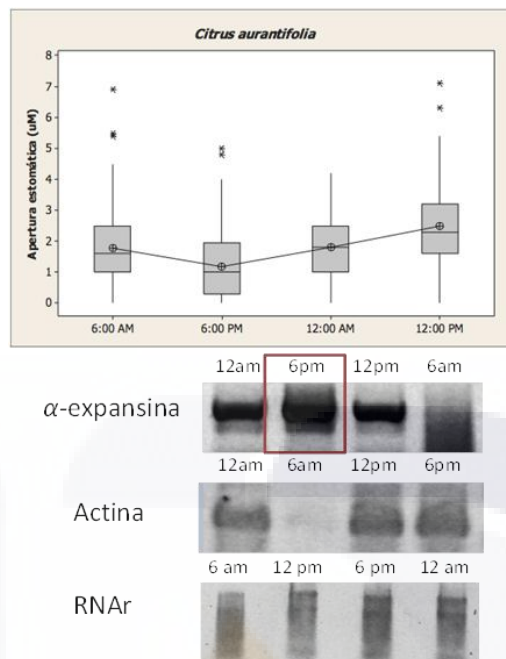 Citrus aurantifolia
Apertura estomática (uM)
8
7
6
5
4
3
2
1
0
6:00 AM 6:00 PM 12:00 AM 12:00 PM
12am 6pm 12pm 6am
α-expansina
12am 6am 12pm 6pm
Actina
6 am 12 pm 6 pm 12 am
RNAr